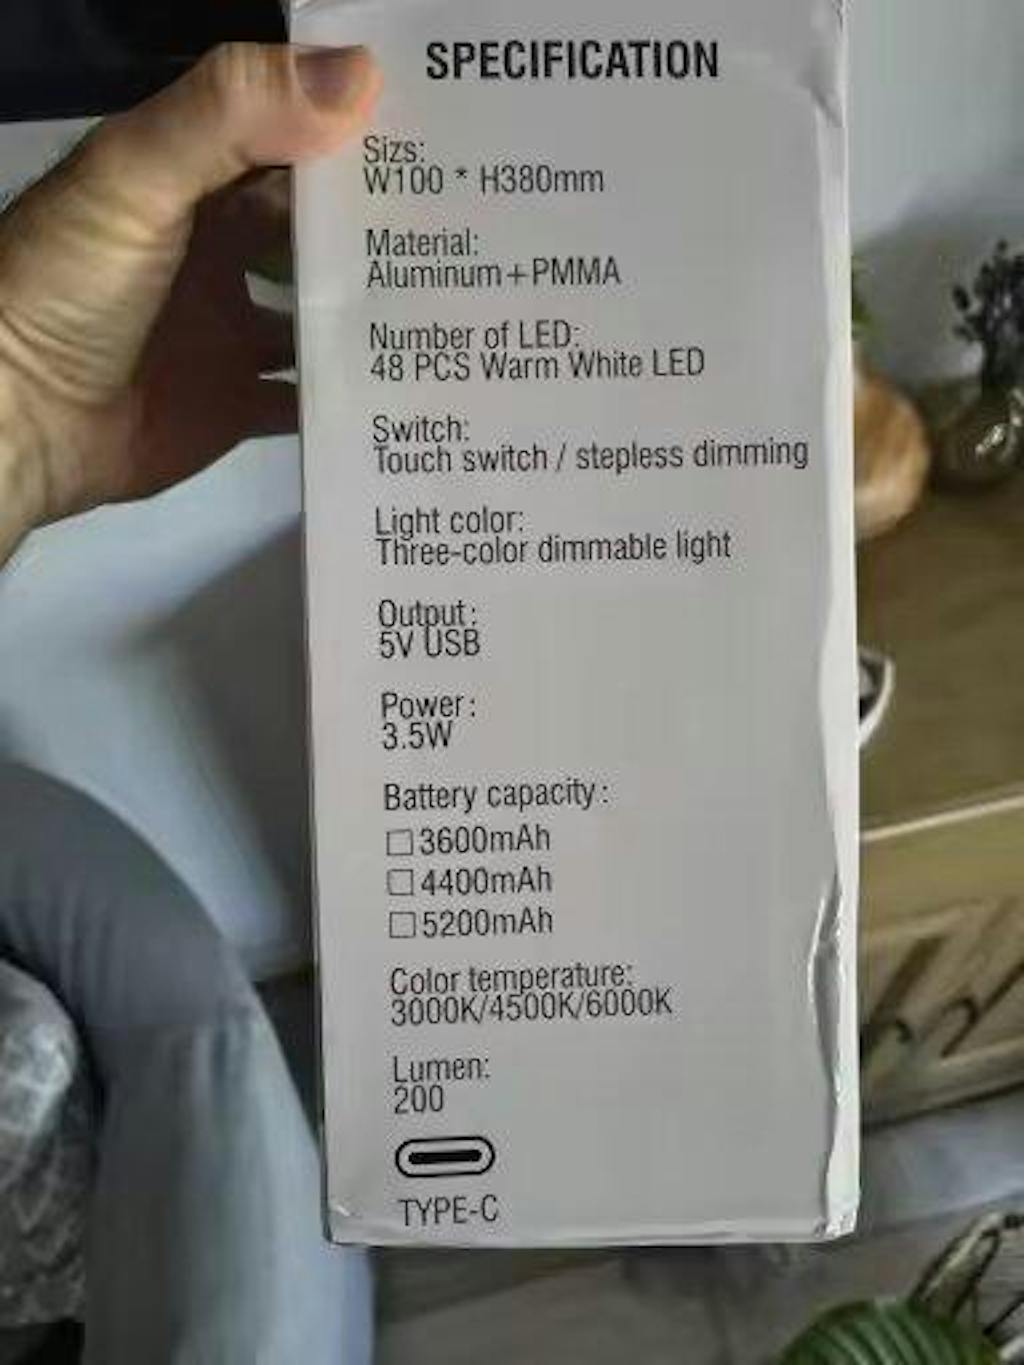 SPECIFICATION
Sizs:
W100 * H380mm
Material:
Aluminum+PMMA
Number of LED:
48 PCS Warm White LED
Switch:
Touch switch / stepless dimming
Light color:
Three-color dimmable light
Output:
5V USB
Power:
3.5W
Battery capacity:
□3600mAh
□4400mAh
□5200mAh
Color temperature:
3000K/4500K/6000K
Lumen:
200
TYPE-C